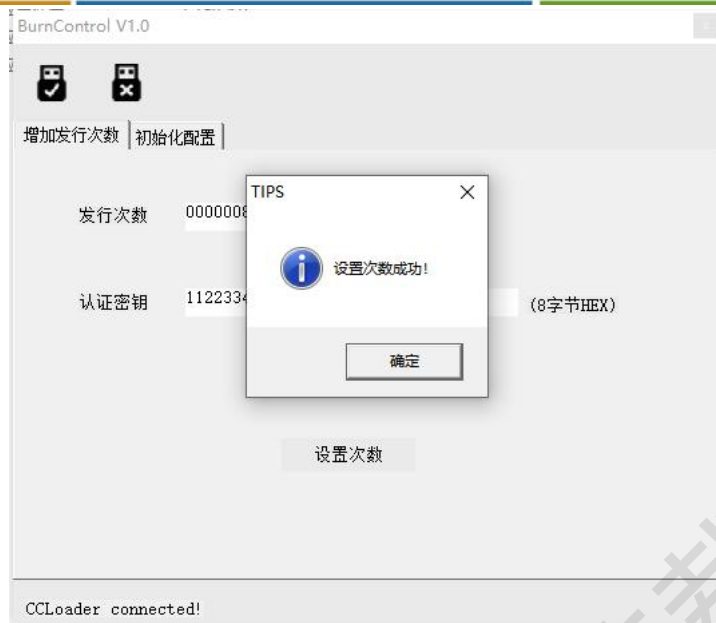 BurnControl V1.0
增加发行次数 初始化配置
TIPS
发行次数 0000008
设置次数成功!
认证密钥 1122334
(8字节HEX)
确定
设置次数
CCLoader connected!